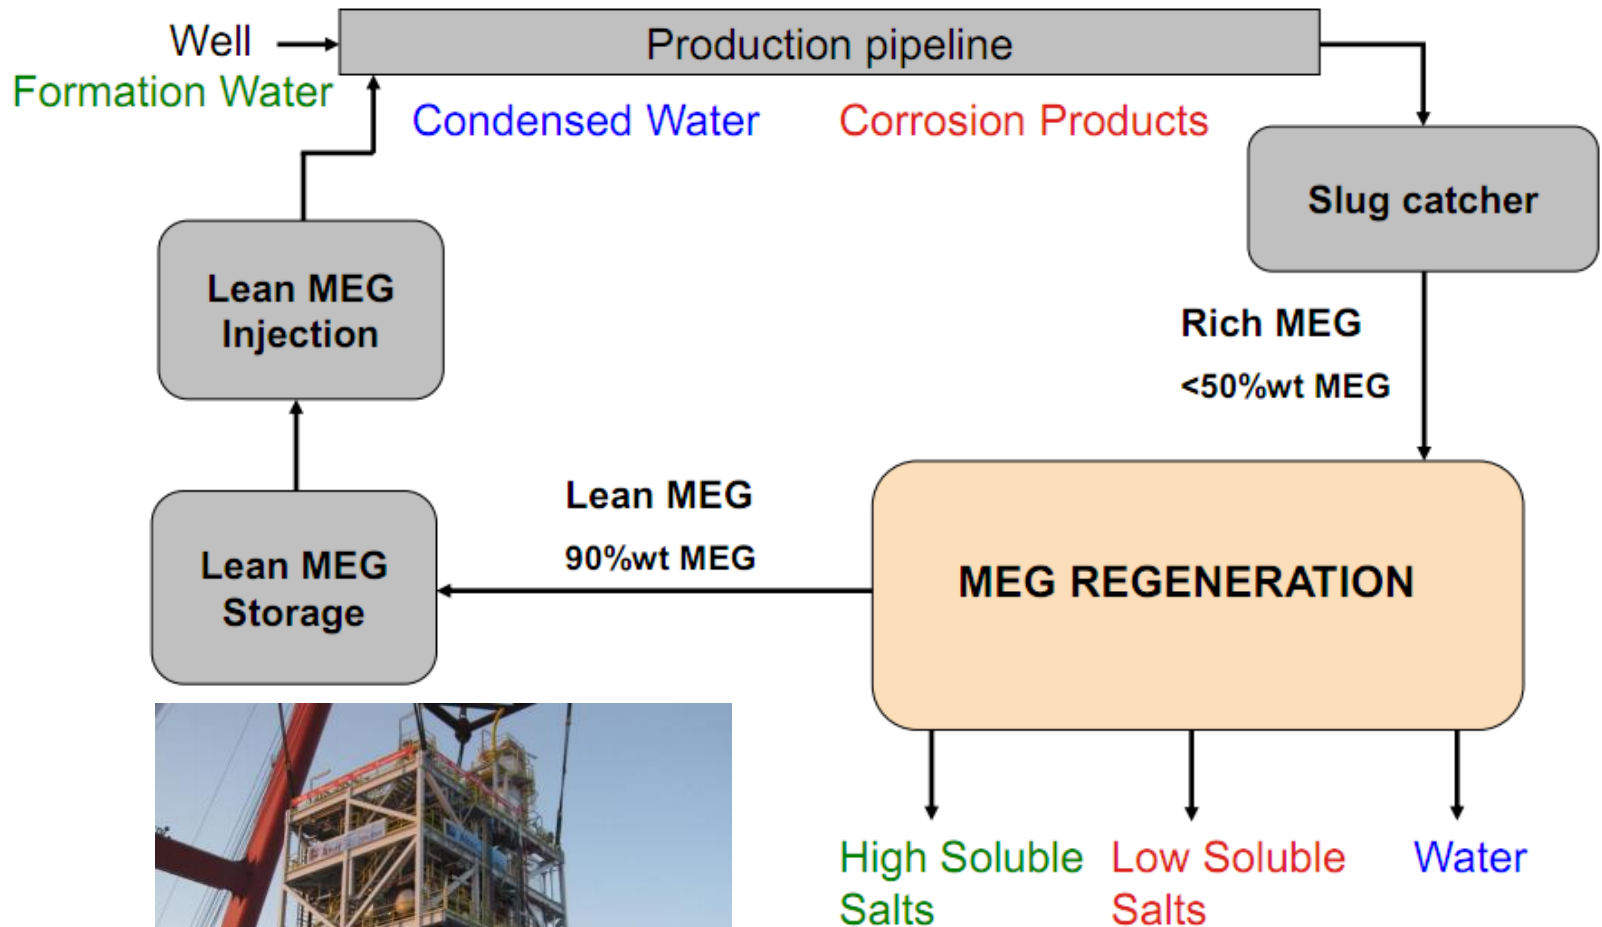 Well
Production pipeline
Formation Water
Condensed Water
Corrosion Products
Slug catcher
Lean MEG
Injection
Rich MEG
<50%wt MEG
Lean MEG
90%wt MEG
Lean MEG
Storage
MEG REGENERATION
High Soluble
Salts
Low Soluble
Salts
Water